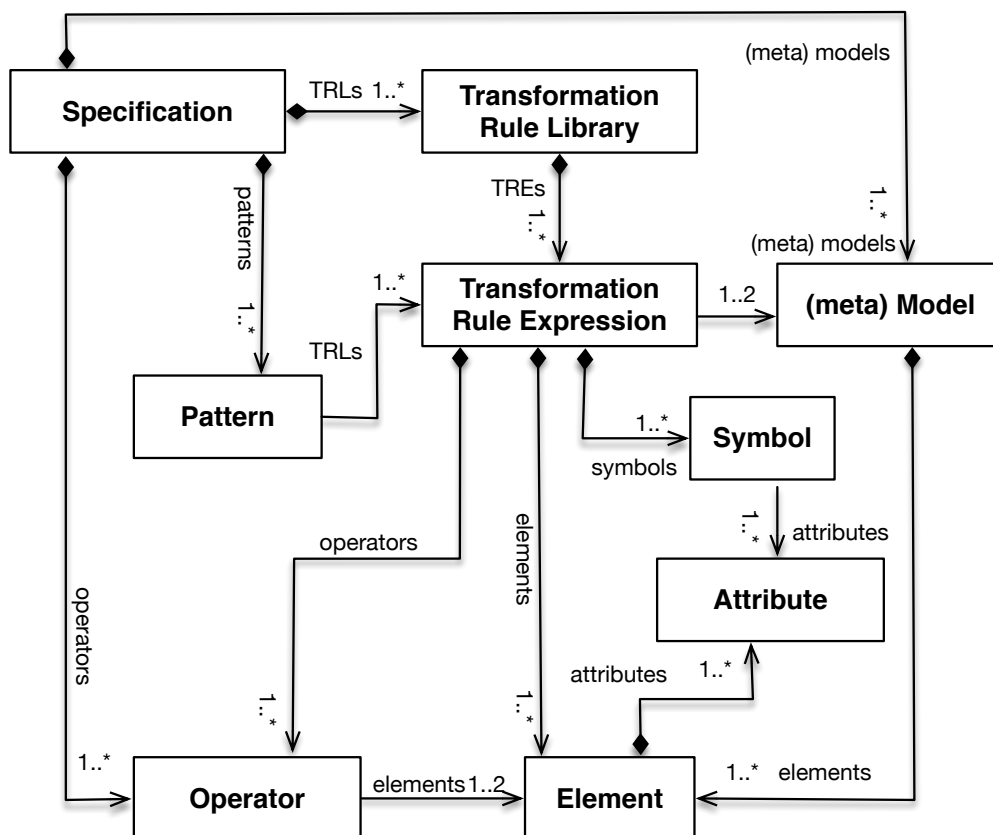 (meta) models
Specification
TRLs 1..*
Transformation
Rule Library
patterns
TREs
1..*
1..*
(meta) models
1..*
1..*
Transformation
Rule Expression
1..2
(meta) Model
TRLs
Pattern
1..*
Symbol
symbols
1..*
attributes
operators
elements
operators
Attribute
attributes
1..*
1..*
1..*
1..*
Operator
elements 1..2
Element
1..*
elements